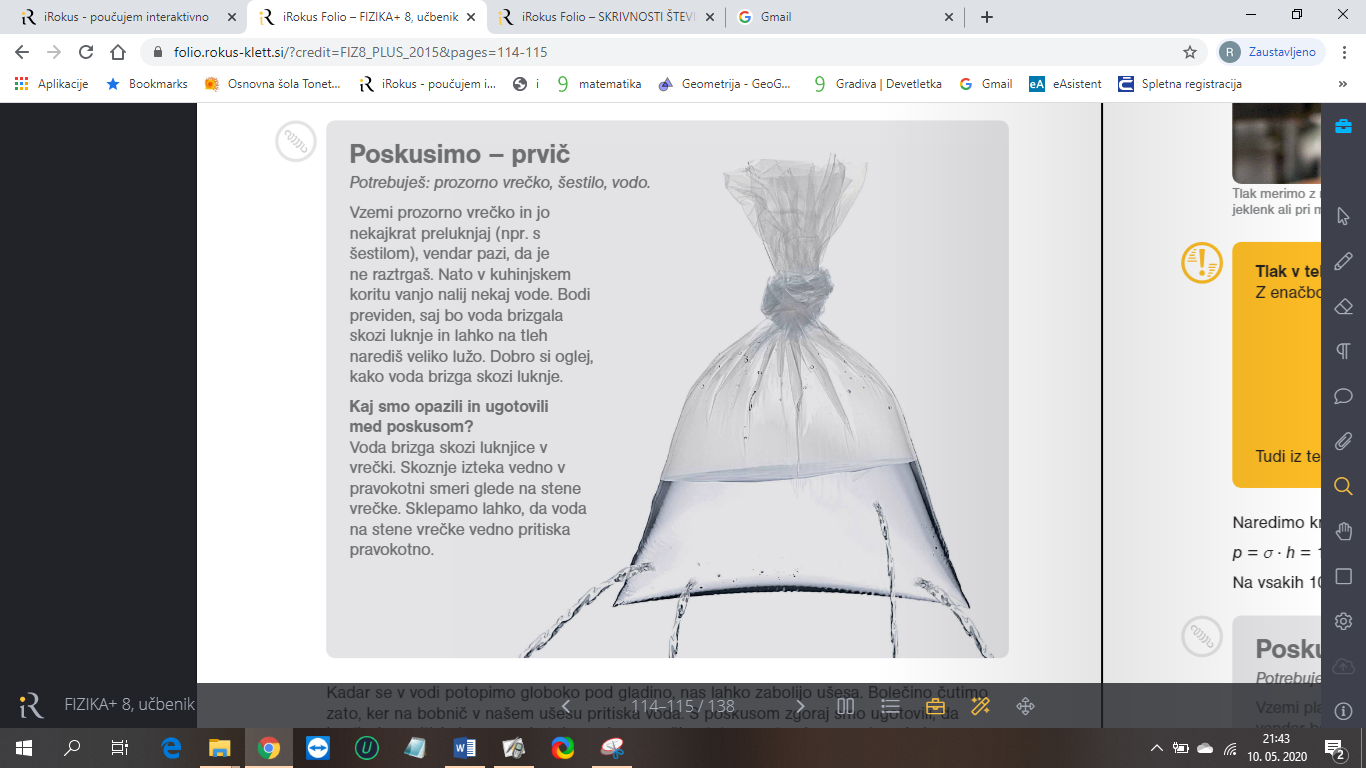 iRokus - poučujem interaktivno
iRokus Folio – FIZIKA+ 8, učbenik
iRokus Folio – SKRIVNOSTI ŠTEVI
Gmail
folio.rokus-klett.si/?credit=FIZ8_PLUS_2015&pages=114-115
R Zaustavljeno
Aplikacije
Bookmarks
Osnovna šola Tonet...
iRokus - poučujem i...
i
matematika
Geometrija - GeoG...
Gradiva | Devetletka
Gmail
eA eAsistent
Spletna registracija
»
Poskusimo – prvič
Potrebuješ: prozorno vrečko, šestilo, vodo.
Vzemi prozorno vrečko in jo
nekajkrat preluknjaj (npr. s
šestilom), vendar pazi, da je
ne raztrgaš. Nato v kuhinjskem
koritu vanjo nalij nekaj vode. Bodi
previden, saj bo voda brizgala
skozi luknje in lahko na tleh
narediš veliko lužo. Dobro si oglej,
kako voda brizga skozi luknje.
Kaj smo opazili in ugotovili
med poskusom?
Voda brizga skozi luknjice v
vrečki. Skoznje izteka vedno v
pravokotni smeri glede na stene
vrečke. Sklepamo lahko, da voda
na stene vrečke vedno pritiska
pravokotno.
Kadar se v vodi potopimo globoko pod gladino, nas lahko zabolijo ušesa. Bolečino čutimo
zato, ker na bobnič v našem ušesu pritiska voda. S poskusom zgoraj smo ugotovili, da
Tlak merimo z
jeklenk ali pri
Tlak v
Z enačbo
Tudi iz
Naredimo
p = σ · h =
Na vsakih
Potrebuje
Vzemi
FIZIKA+ 8, učbenik
114–115 / 138
21:43
10. 05. 2020
2